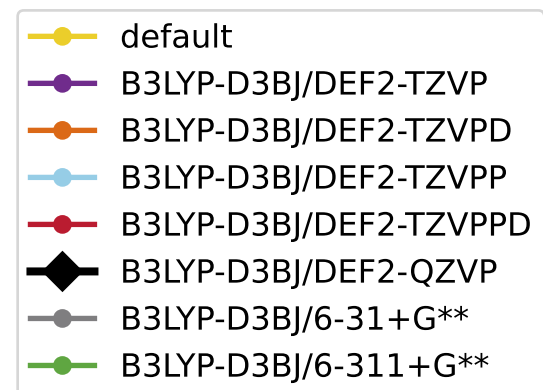 default
B3LYP-D3BJ/DEF2-TZVP
B3LYP-D3BJ/DEF2-TZVPD
B3LYP-D3BJ/DEF2-TZVPP
B3LYP-D3BJ/DEF2-TZVPPD
B3LYP-D3BJ/DEF2-QZVP
B3LYP-D3BJ/6-31+G**
B3LYP-D3BJ/6-311+G**